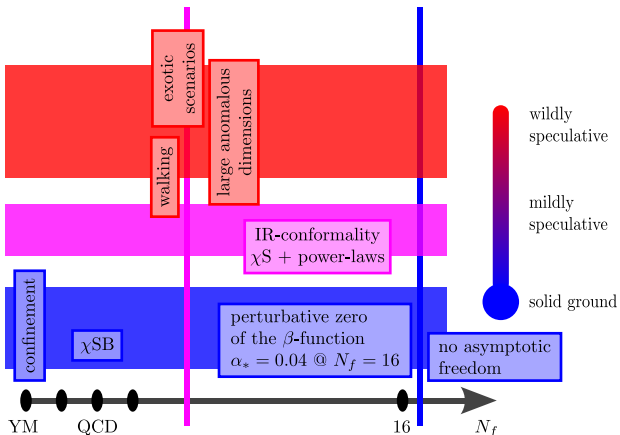 exotic
scenarios
large anomalous
dimensions
walking
wildly
speculative
mildly
speculative
solid ground
IR-conformality
χS + power-laws
confinement
χSB
perturbative zero
of the β-function
α* = 0.04 @ Nf = 16
no asymptotic
freedom
YM
QCD
16
Nf